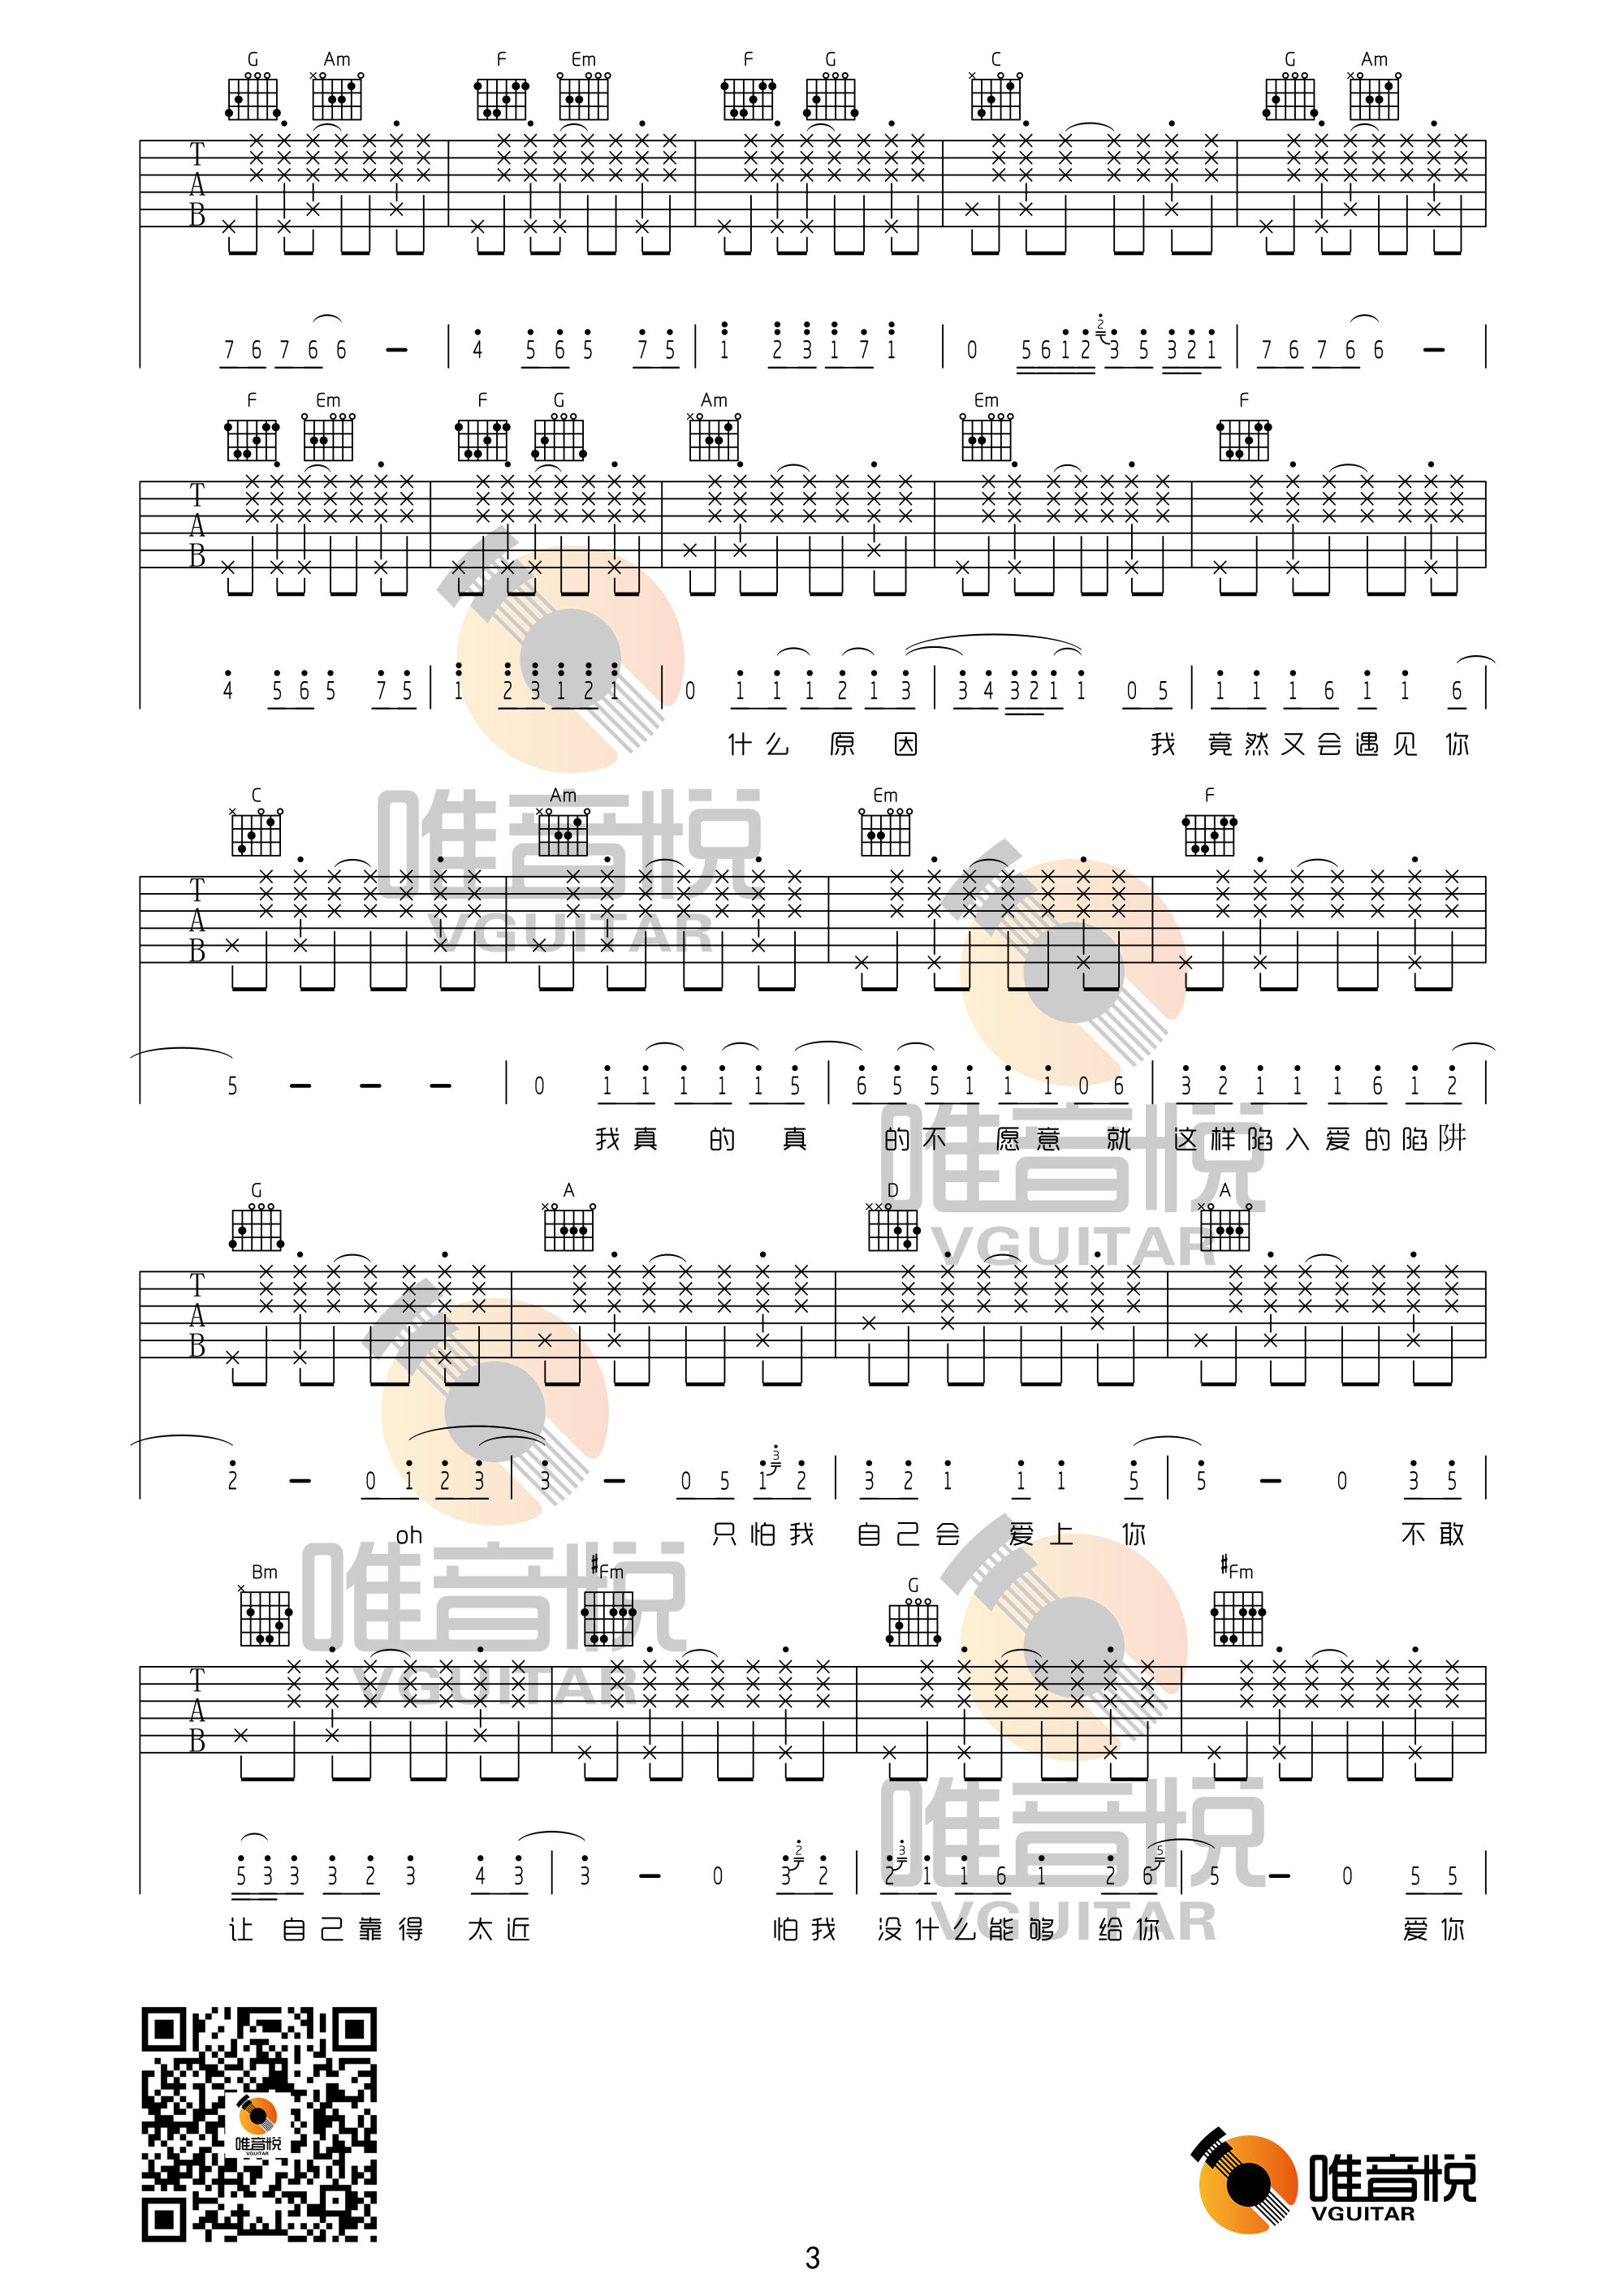 G Am F Em F G C G Am
T A B
2
7 6 7 6 6 – 4 5 6 5 7 5 1 2 3 1 7 1 0 5 6 1 2 3 5 3 2 1 7 6 7 6 6 –
F Em F G Am Em F
T A B
4 5 6 5 7 5 1 2 3 1 2 1 0 1 1 1 2 1 3 3 4 3 2 1 1 0 5 1 1 1 6 1 1 6
什么 原 因 我 竟然又会遇见 你
C Am Em F
T A B
5 – – – 0 1 1 1 1 1 5 6 5 5 1 1 1 0 6 3 2 1 1 1 6 1 2
我真 的 真 的不 愿意 就 这样陷入爱的陷阱
G A D A
T A B
3
2 – 0 1 2 3 3 – 0 5 1 2 3 2 1 1 1 5 5 – 0 3 5
oh 只怕我 自己会 爱上 你 不敢
Bm #Fm G #Fm
T A B
2 3 5
5 3 3 3 2 3 4 3 3 – 0 3 2 2 1 1 6 1 2 6 5 – 0 5 5
让 自己靠得 太近 怕我 没什么能够 给你 爱你
唯音悦
VGUITAR
唯音悦
VGUITAR
唯音悦
VGUITAR
唯音悦
VGUITAR
唯音悦
VGUITAR
唯音悦
VGUITAR
3